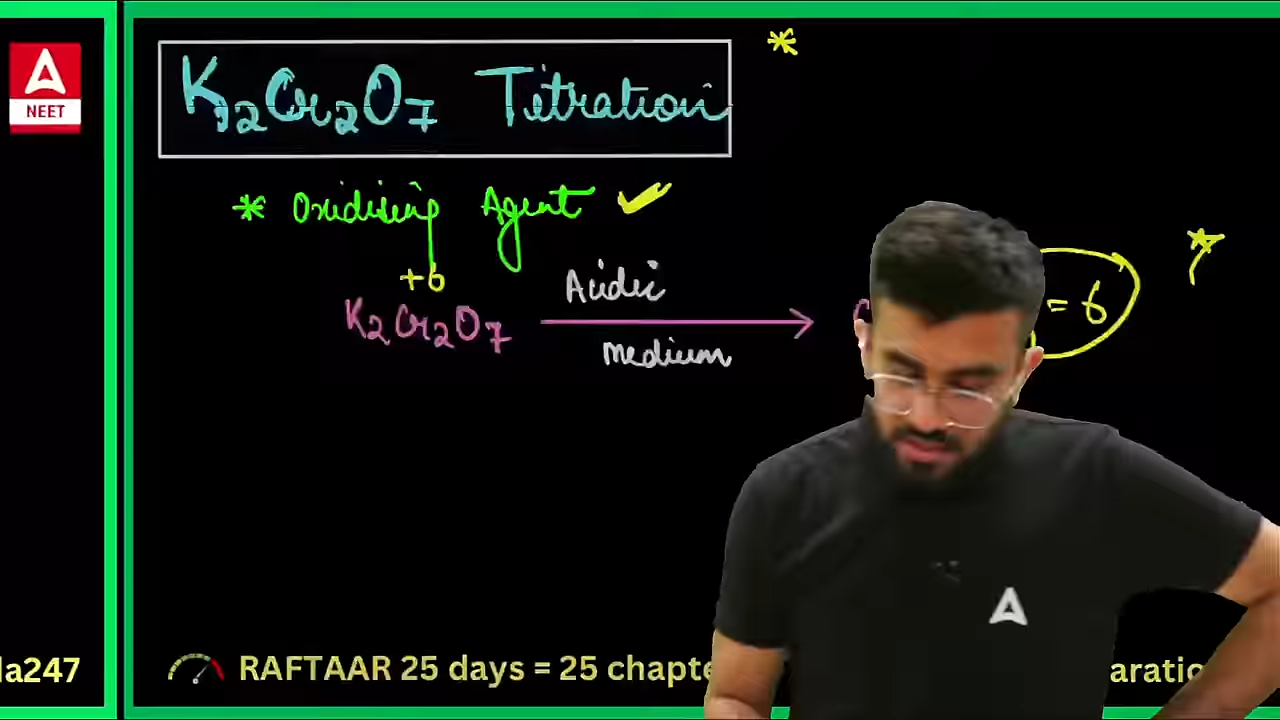 NEET
K2Cr2O7 Titration *
* Oxidising Agent ✓
+6
Acidic
K2Cr2O7 → = 6
medium
la247
RAFTAAR 25 days = 25 chapte
aratio